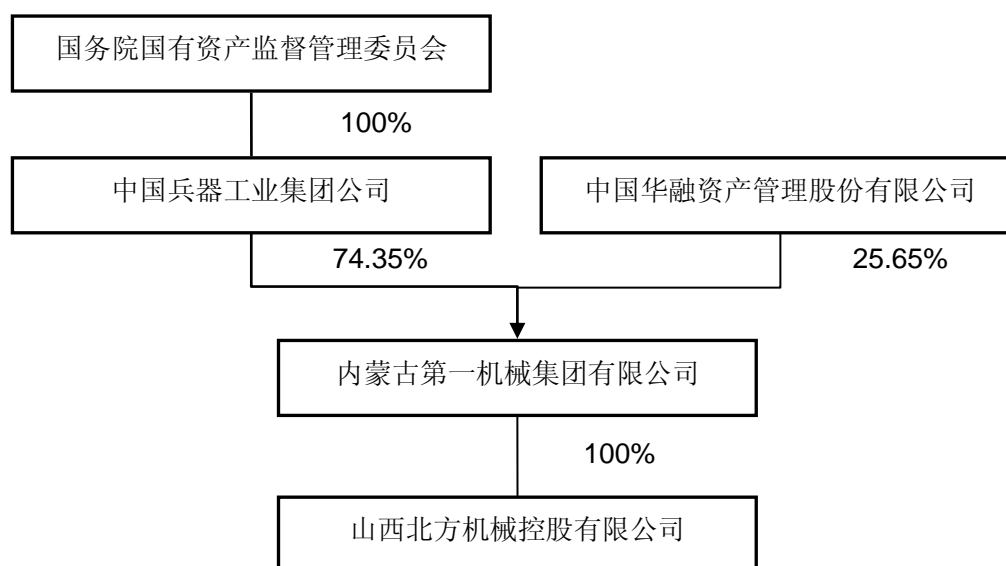 国务院国有资产监督管理委员会
100%
中国兵器工业集团公司
中国华融资产管理股份有限公司
74.35%
25.65%
内蒙古第一机械集团有限公司
100%
山西北方机械控股有限公司